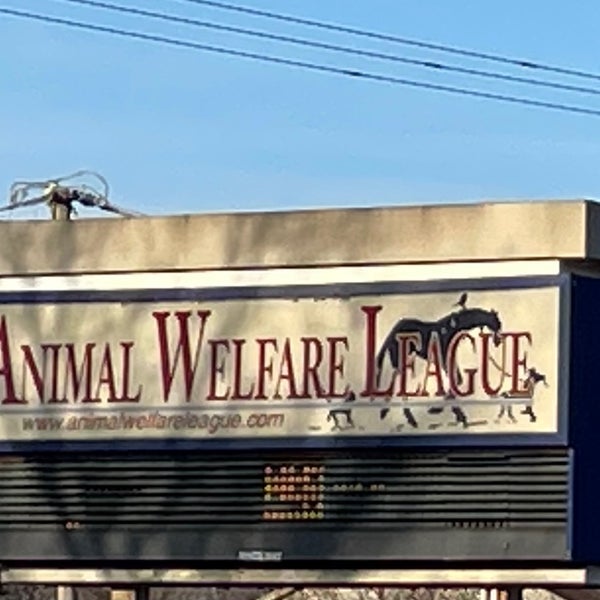 ANIMAL WELFARE LEAGUE
www.animalwelfareleague.com